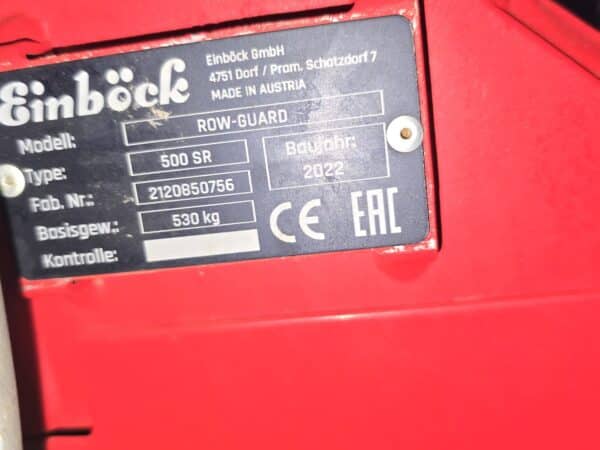 Einböck
Einböck GmbH
4751 Dorf / Pram, Schatzdorf 7
MADE IN AUSTRIA
Modell: ROW-GUARD
Type: 500 SR
Baujahr:
2022
Fab. Nr.: 2120850756
Basisgew.: 530 kg
Kontrolle:
CE EAC